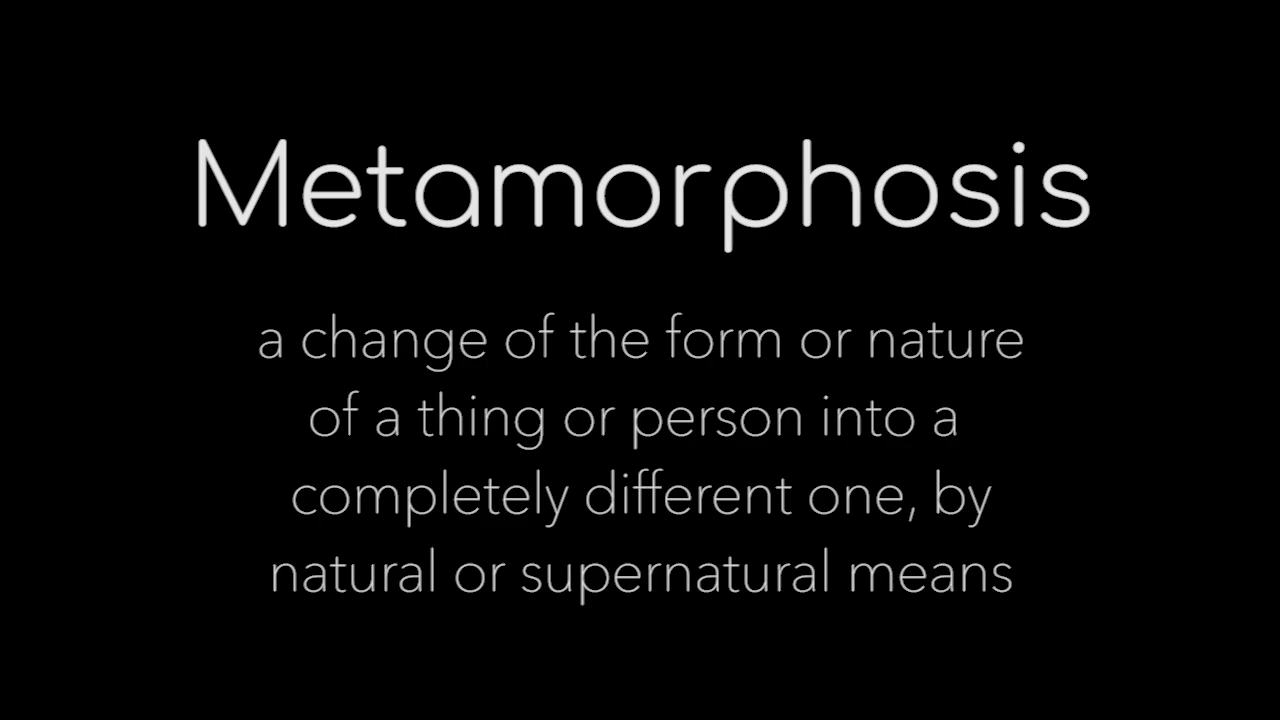 Metamorphosis
a change of the form or nature
of a thing or person into a
completely different one, by
natural or supernatural means